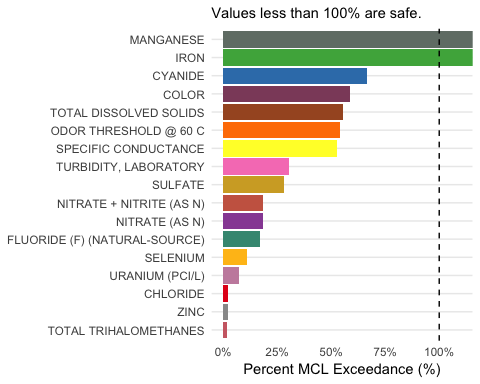 Values less than 100% are safe.
MANGANESE
IRON
CYANIDE
COLOR
TOTAL DISSOLVED SOLIDS
ODOR THRESHOLD @ 60 C
SPECIFIC CONDUCTANCE
TURBIDITY, LABORATORY
SULFATE
NITRATE + NITRITE (AS N)
NITRATE (AS N)
FLUORIDE (F) (NATURAL-SOURCE)
SELENIUM
URANIUM (PCI/L)
CHLORIDE
ZINC
TOTAL TRIHALOMETHANES
0% 25% 50% 75% 100%
Percent MCL Exceedance (%)